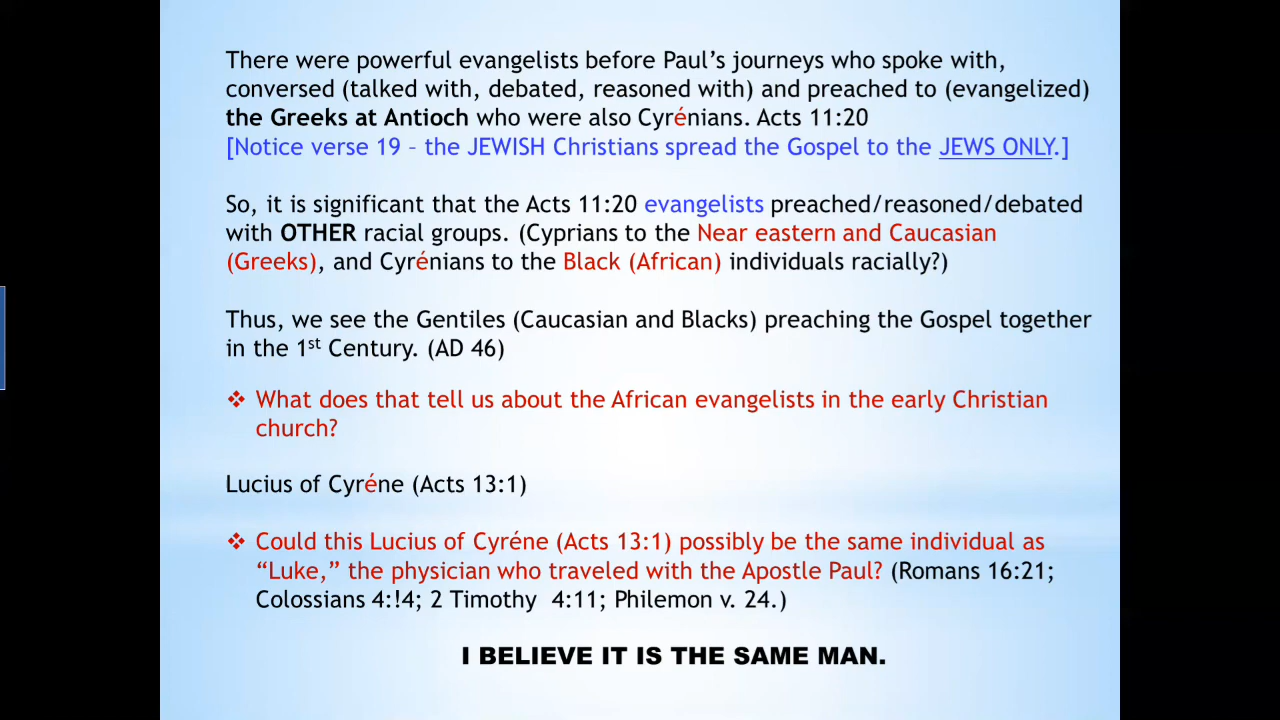 There were powerful evangelists before Paul’s journeys who spoke with,
conversed (talked with, debated, reasoned with) and preached to (evangelized)
the Greeks at Antioch who were also Cyrénians. Acts 11:20
[Notice verse 19 – the JEWISH Christians spread the Gospel to the JEWS ONLY.]
So, it is significant that the Acts 11:20 evangelists preached/reasoned/debated
with OTHER racial groups. (Cyprians to the Near eastern and Caucasian
(Greeks), and Cyrénians to the Black (African) individuals racially?)
Thus, we see the Gentiles (Caucasian and Blacks) preaching the Gospel together
in the 1st Century. (AD 46)
❖ What does that tell us about the African evangelists in the early Christian
church?
Lucius of Cyréne (Acts 13:1)
❖ Could this Lucius of Cyréne (Acts 13:1) possibly be the same individual as
“Luke,” the physician who traveled with the Apostle Paul? (Romans 16:21;
Colossians 4:!4; 2 Timothy 4:11; Philemon v. 24.)
I BELIEVE IT IS THE SAME MAN.